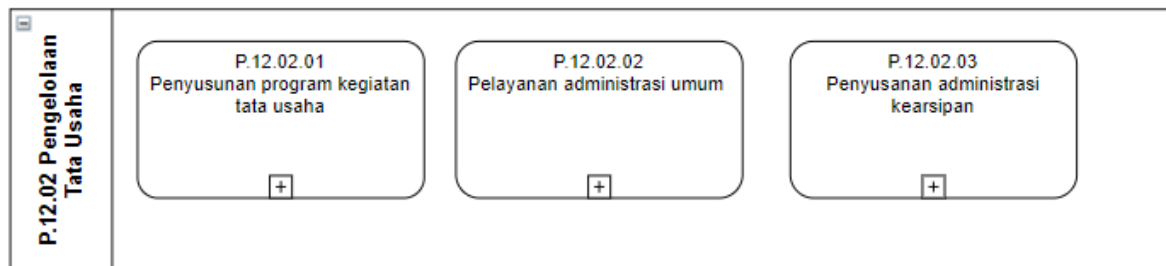 P.12.02 Pengelolaan
Tata Usaha
P.12.02.01
Penyusunan program kegiatan
tata usaha
P.12.02.02
Pelayanan administrasi umum
P.12.02.03
Penyusanan administrasi
kearsipan